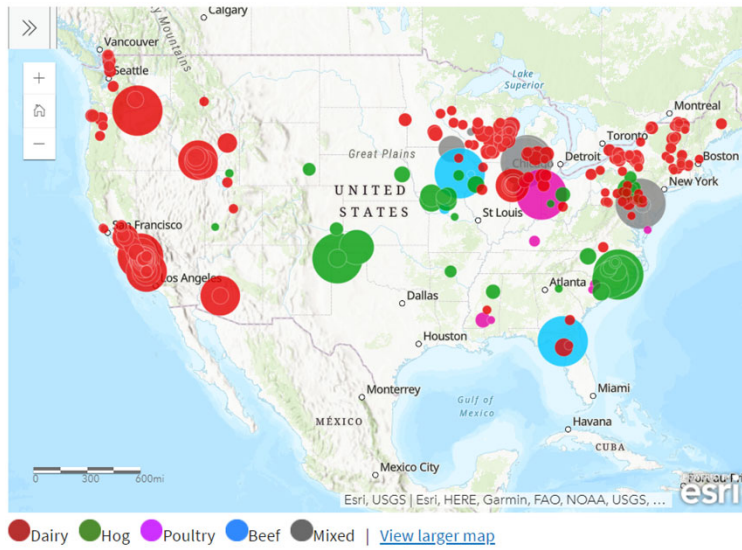 Calgary
Vancouver
Seattle
Lake
Superior
Montreal
Toronto
Great Plains
Chicago
Detroit
Boston
New York
UNITED
STATES
St Louis
San Francisco
Los Angeles
Atlanta
Dallas
Houston
Miami
Monterrey
Gulf of
Mexico
MÉXICO
Havana
CUBA
Mexico City
0 300 600mi
Esri, USGS | Esri, HERE, Garmin, FAO, NOAA, USGS, ...
esri
Dairy Hog Poultry Beef Mixed | View larger map